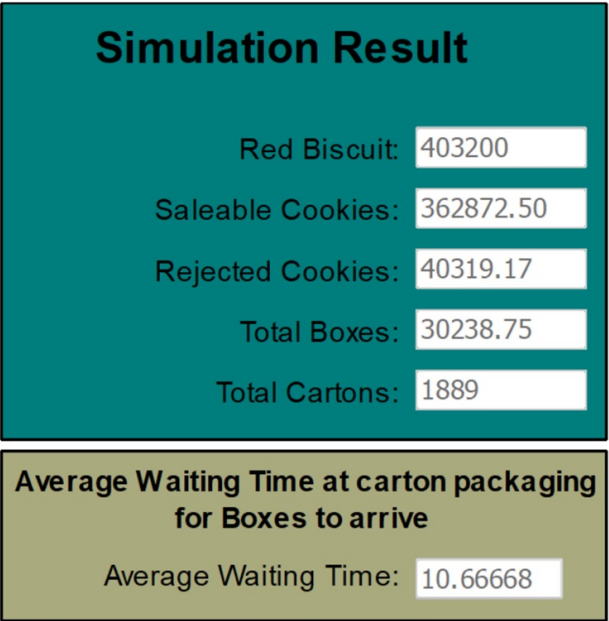 Simulation Result
Red Biscuit: 403200
Saleable Cookies: 362872.50
Rejected Cookies: 40319.17
Total Boxes: 30238.75
Total Cartons: 1889
Average Waiting Time at carton packaging
for Boxes to arrive
Average Waiting Time: 10.66668